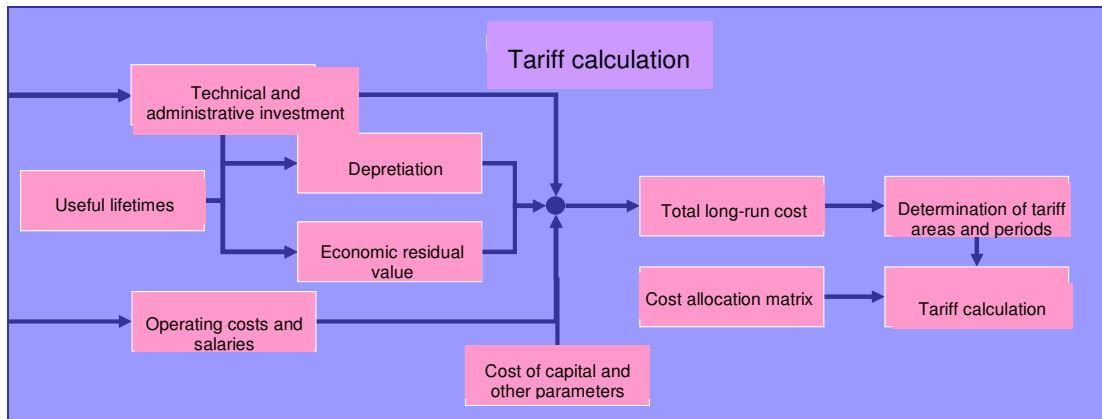 Tariff calculation
Technical and
administrative investment
Depretiation
Useful lifetimes
Total long-run cost
Determination of tariff
areas and periods
Economic residual
value
Cost allocation matrix
Tariff calculation
Operating costs and
salaries
Cost of capital and
other parameters